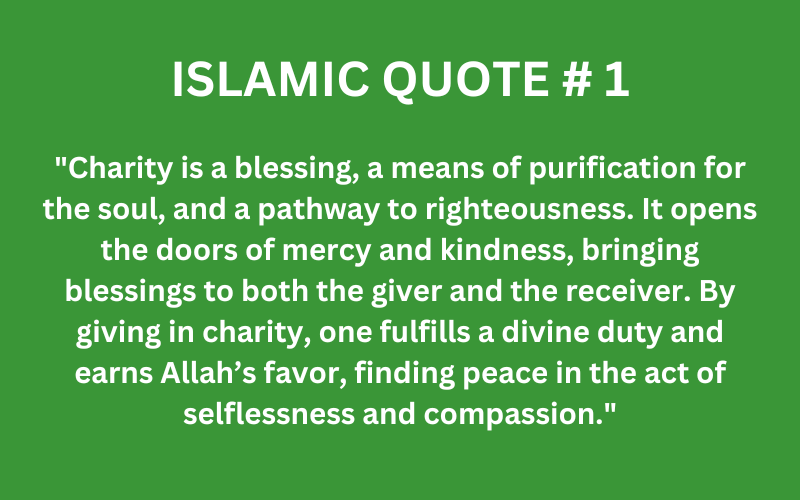 ISLAMIC QUOTE # 1
"Charity is a blessing, a means of purification for
the soul, and a pathway to righteousness. It opens
the doors of mercy and kindness, bringing
blessings to both the giver and the receiver. By
giving in charity, one fulfills a divine duty and
earns Allah’s favor, finding peace in the act of
selflessness and compassion."